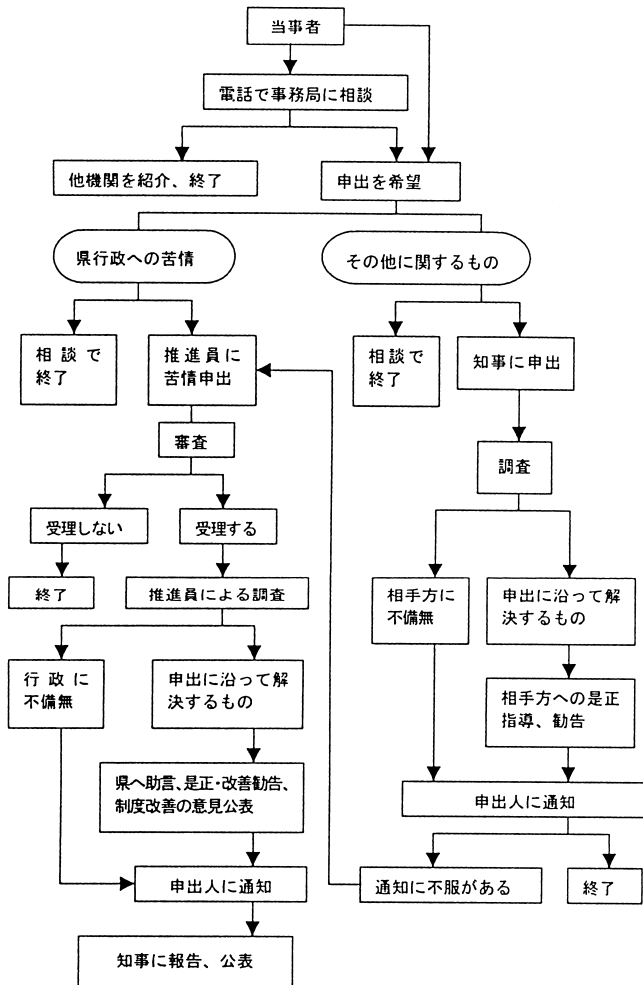 当事者
電話で事務局に相談
他機関を紹介、終了
申出を希望
県行政への苦情
その他に関するもの
相談で
終了
推進員に
苦情申出
相談で
終了
知事に申出
審査
調査
受理しない
受理する
終了
推進員による調査
相手方に
不備無
申出に沿って解
決するもの
行政に
不備無
申出に沿って解
決するもの
相手方への是正
指導、勧告
県へ助言、是正・改善勧告、
制度改善の意見公表
申出人に通知
申出人に通知
通知に不服がある
終了
知事に報告、公表